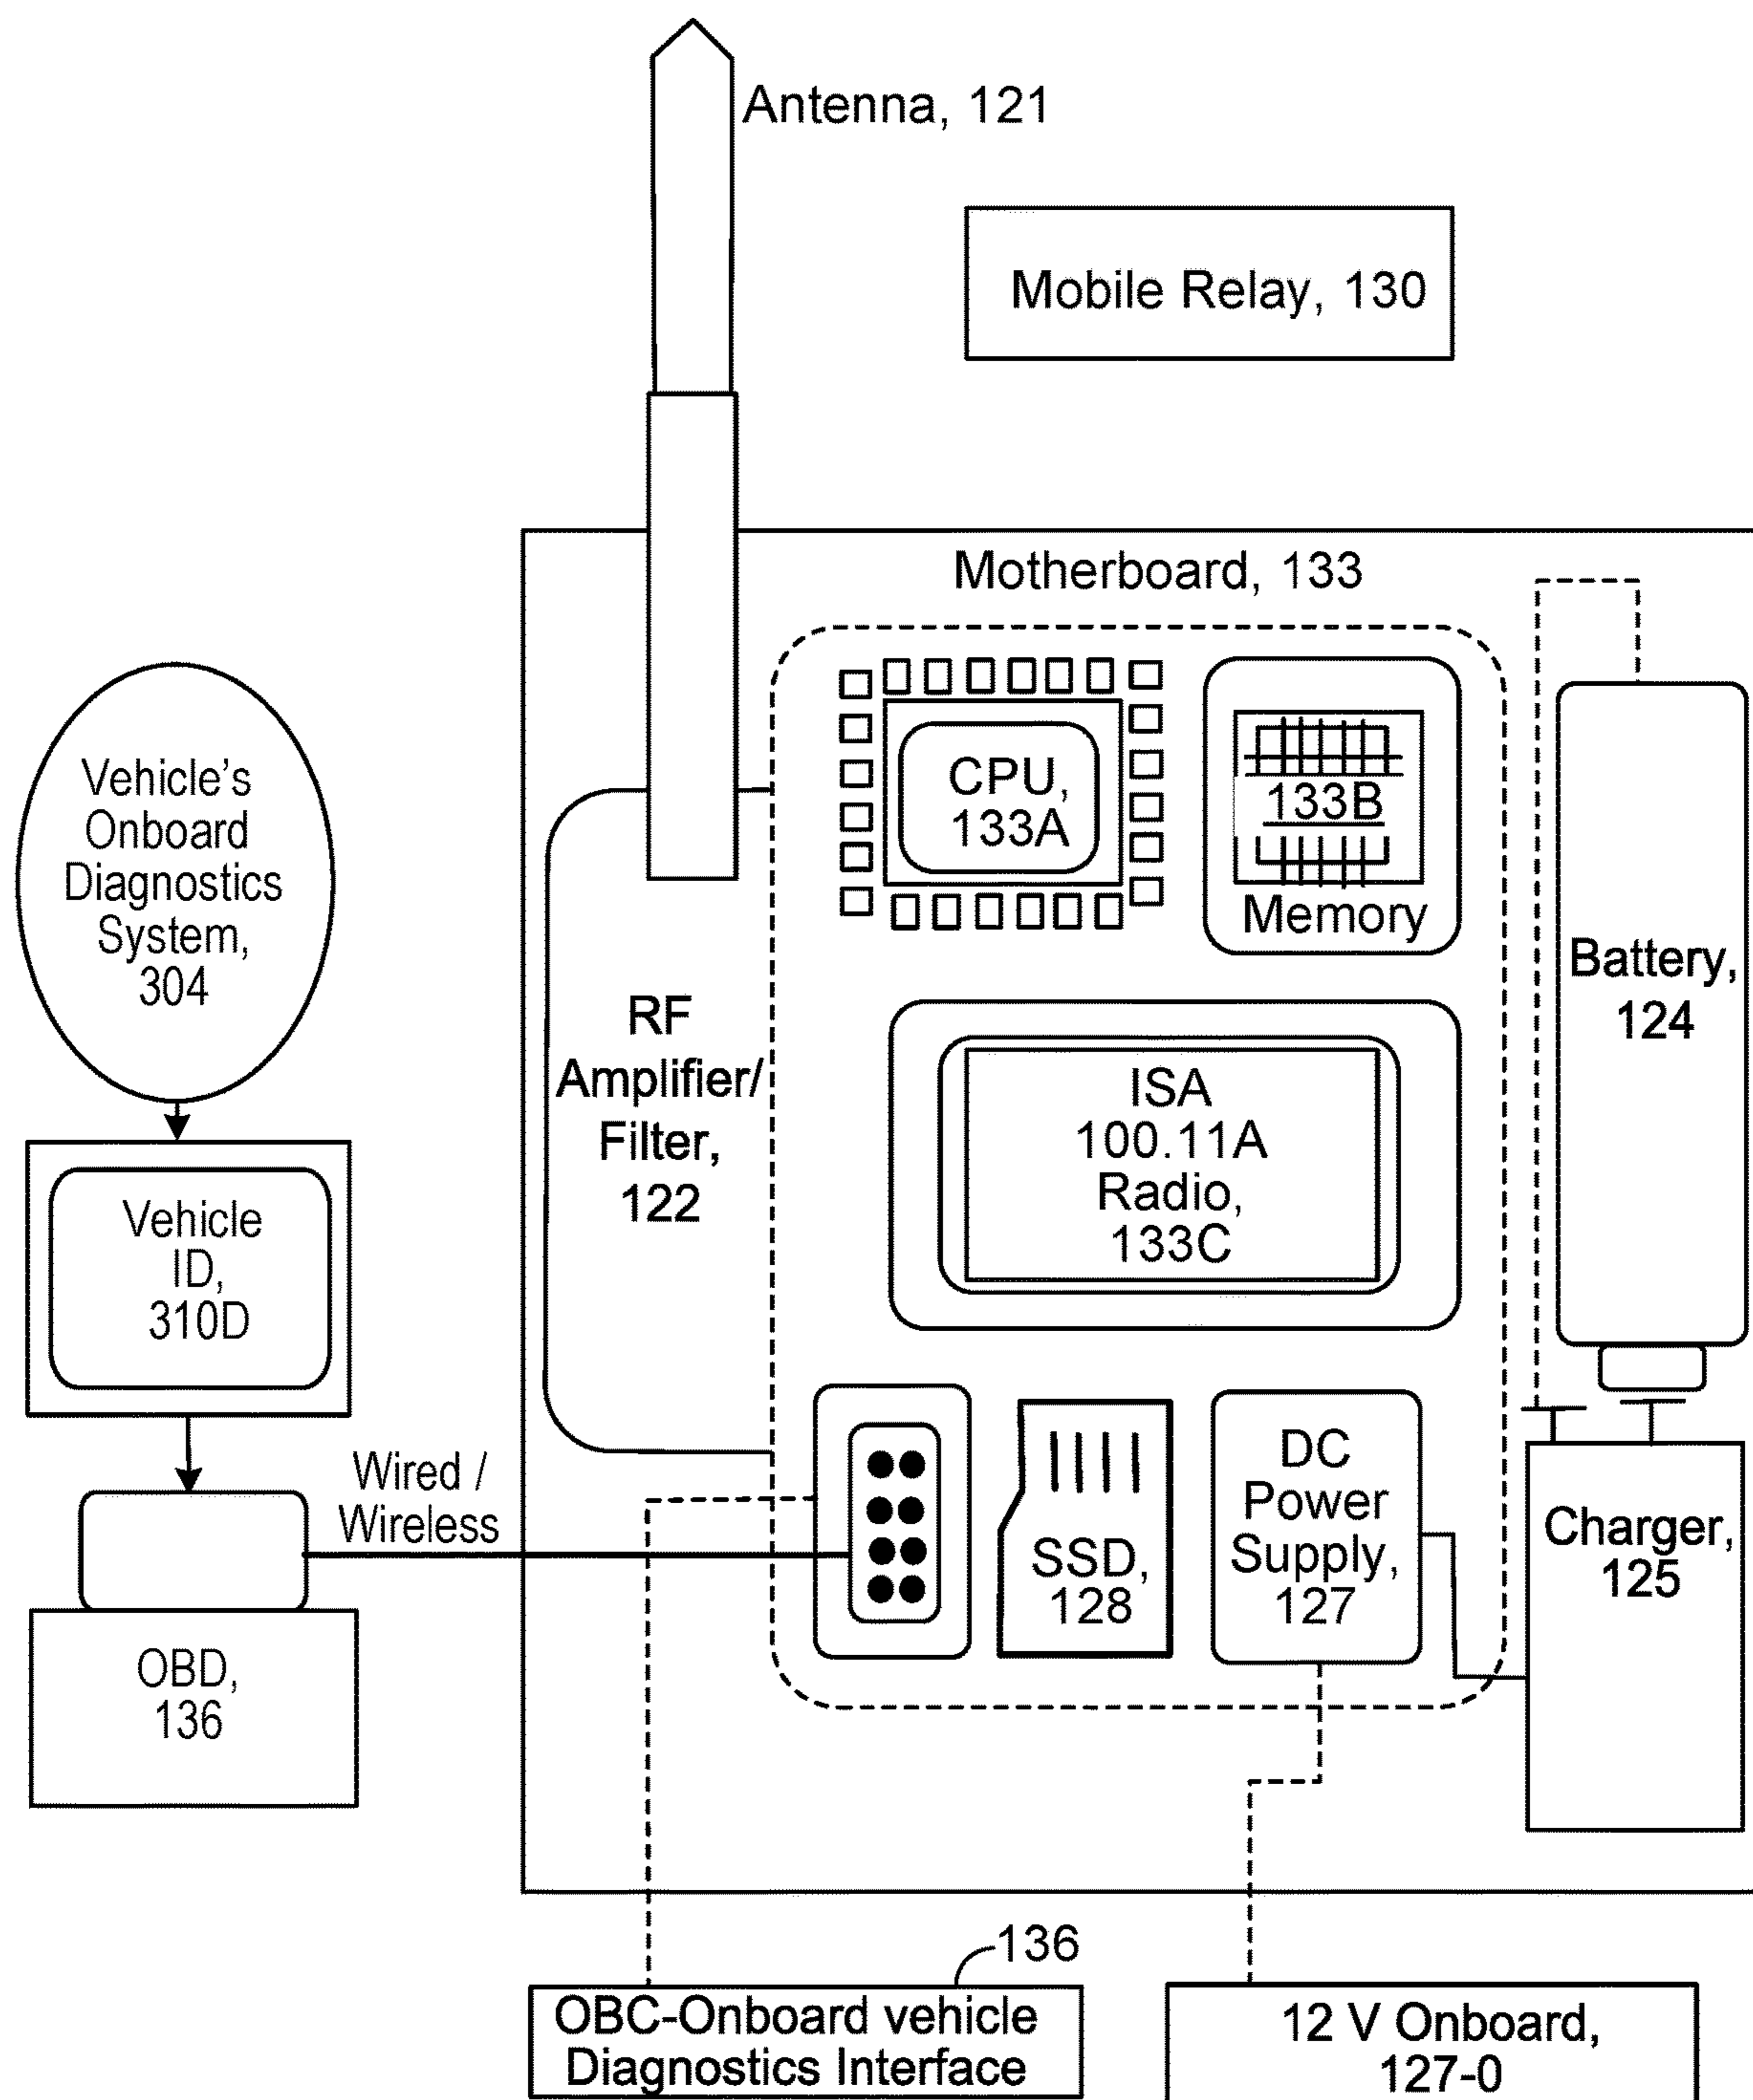 Antenna, 121
Mobile Relay, 130
Motherboard, 133
Vehicle's
Onboard
Diagnostics
System,
304
CPU,
133A
133B
Memory
Battery,
124
RF
Amplifier/
Filter,
122
ISA
100.11A
Radio,
133C
Vehicle
ID,
310D
Wired /
Wireless
OBD,
136
SSD,
128
DC
Power
Supply,
127
Charger,
125
136
OBC-Onboard vehicle
Diagnostics Interface
12 V Onboard,
127-0